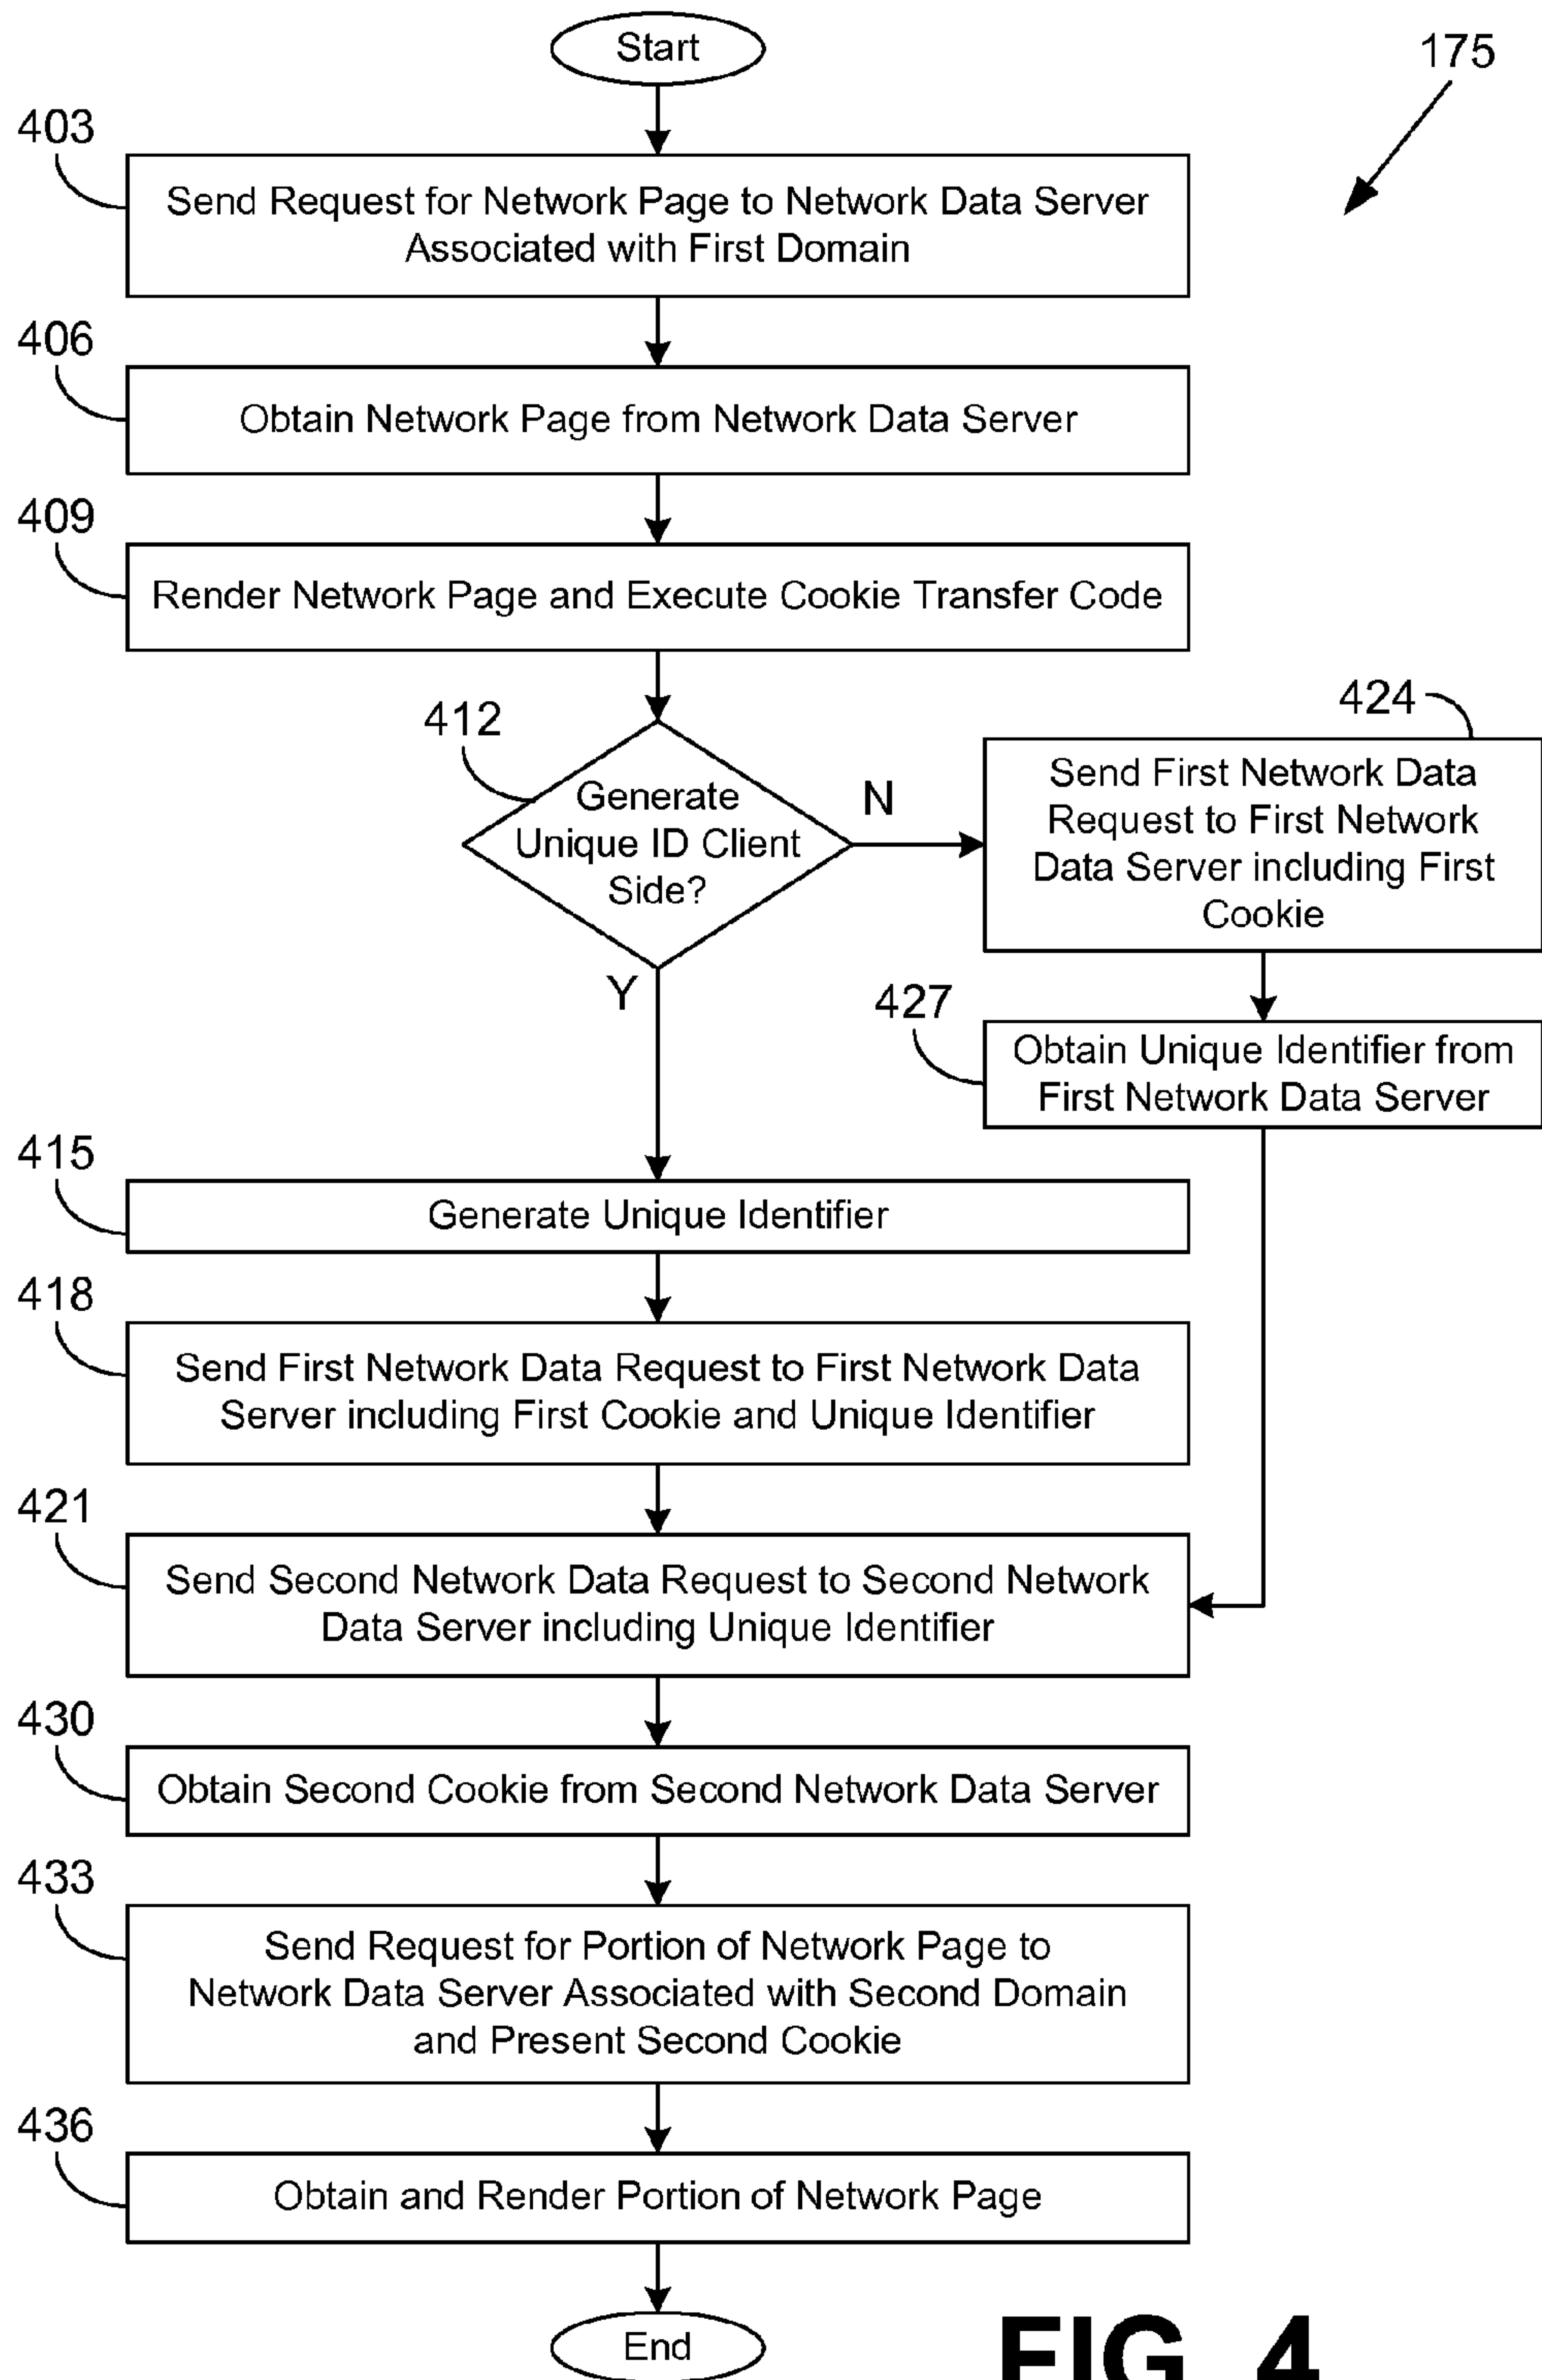 Start
175
403
Send Request for Network Page to Network Data Server
Associated with First Domain
406
Obtain Network Page from Network Data Server
409
Render Network Page and Execute Cookie Transfer Code
412
Generate
Unique ID Client
Side?
N
Y
424
Send First Network Data
Request to First Network
Data Server including First
Cookie
427
Obtain Unique Identifier from
First Network Data Server
415
Generate Unique Identifier
418
Send First Network Data Request to First Network Data
Server including First Cookie and Unique Identifier
421
Send Second Network Data Request to Second Network
Data Server including Unique Identifier
430
Obtain Second Cookie from Second Network Data Server
433
Send Request for Portion of Network Page to
Network Data Server Associated with Second Domain
and Present Second Cookie
436
Obtain and Render Portion of Network Page
End
FIG. 4